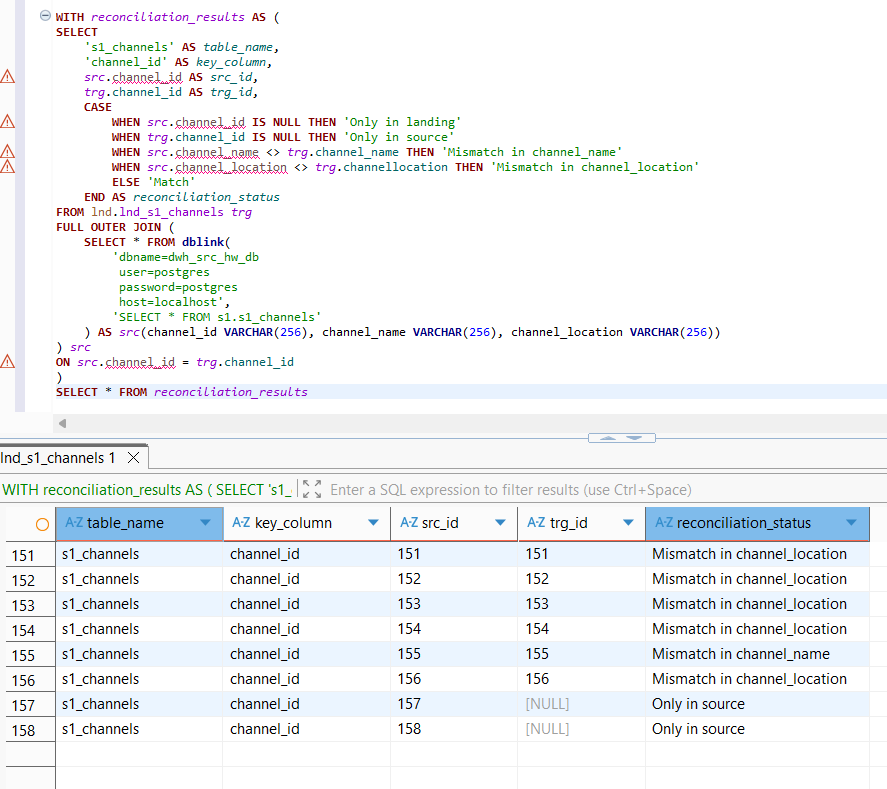 WITH reconciliation_results AS (
SELECT
's1_channels' AS table_name,
'channel_id' AS key_column,
src.channel_id AS src_id,
trg.channel_id AS trg_id,
CASE
WHEN src.channel_id IS NULL THEN 'Only in landing'
WHEN trg.channel_id IS NULL THEN 'Only in source'
WHEN src.channel_name <> trg.channel_name THEN 'Mismatch in channel_name'
WHEN src.channel_location <> trg.channellocation THEN 'Mismatch in channel_location'
ELSE 'Match'
END AS reconciliation_status
FROM lnd.lnd_s1_channels trg
FULL OUTER JOIN (
SELECT * FROM dblink(
'dbname=dwh_src_hw_db
user=postgres
password=postgres
host=localhost',
'SELECT * FROM s1.s1_channels'
) AS src(channel_id VARCHAR(256), channel_name VARCHAR(256), channel_location VARCHAR(256))
) src
ON src.channel_id = trg.channel_id
)
SELECT * FROM reconciliation_results
lnd_s1_channels 1
WITH reconciliation_results AS ( SELECT 's1_ Enter a SQL expression to filter results (use Ctrl+Space)
A-Z table_name A-Z key_column A-Z src_id A-Z trg_id A-Z reconciliation_status
151 s1_channels channel_id 151 151 Mismatch in channel_location
152 s1_channels channel_id 152 152 Mismatch in channel_location
153 s1_channels channel_id 153 153 Mismatch in channel_location
154 s1_channels channel_id 154 154 Mismatch in channel_location
155 s1_channels channel_id 155 155 Mismatch in channel_name
156 s1_channels channel_id 156 156 Mismatch in channel_location
157 s1_channels channel_id 157 [NULL] Only in source
158 s1_channels channel_id 158 [NULL] Only in source